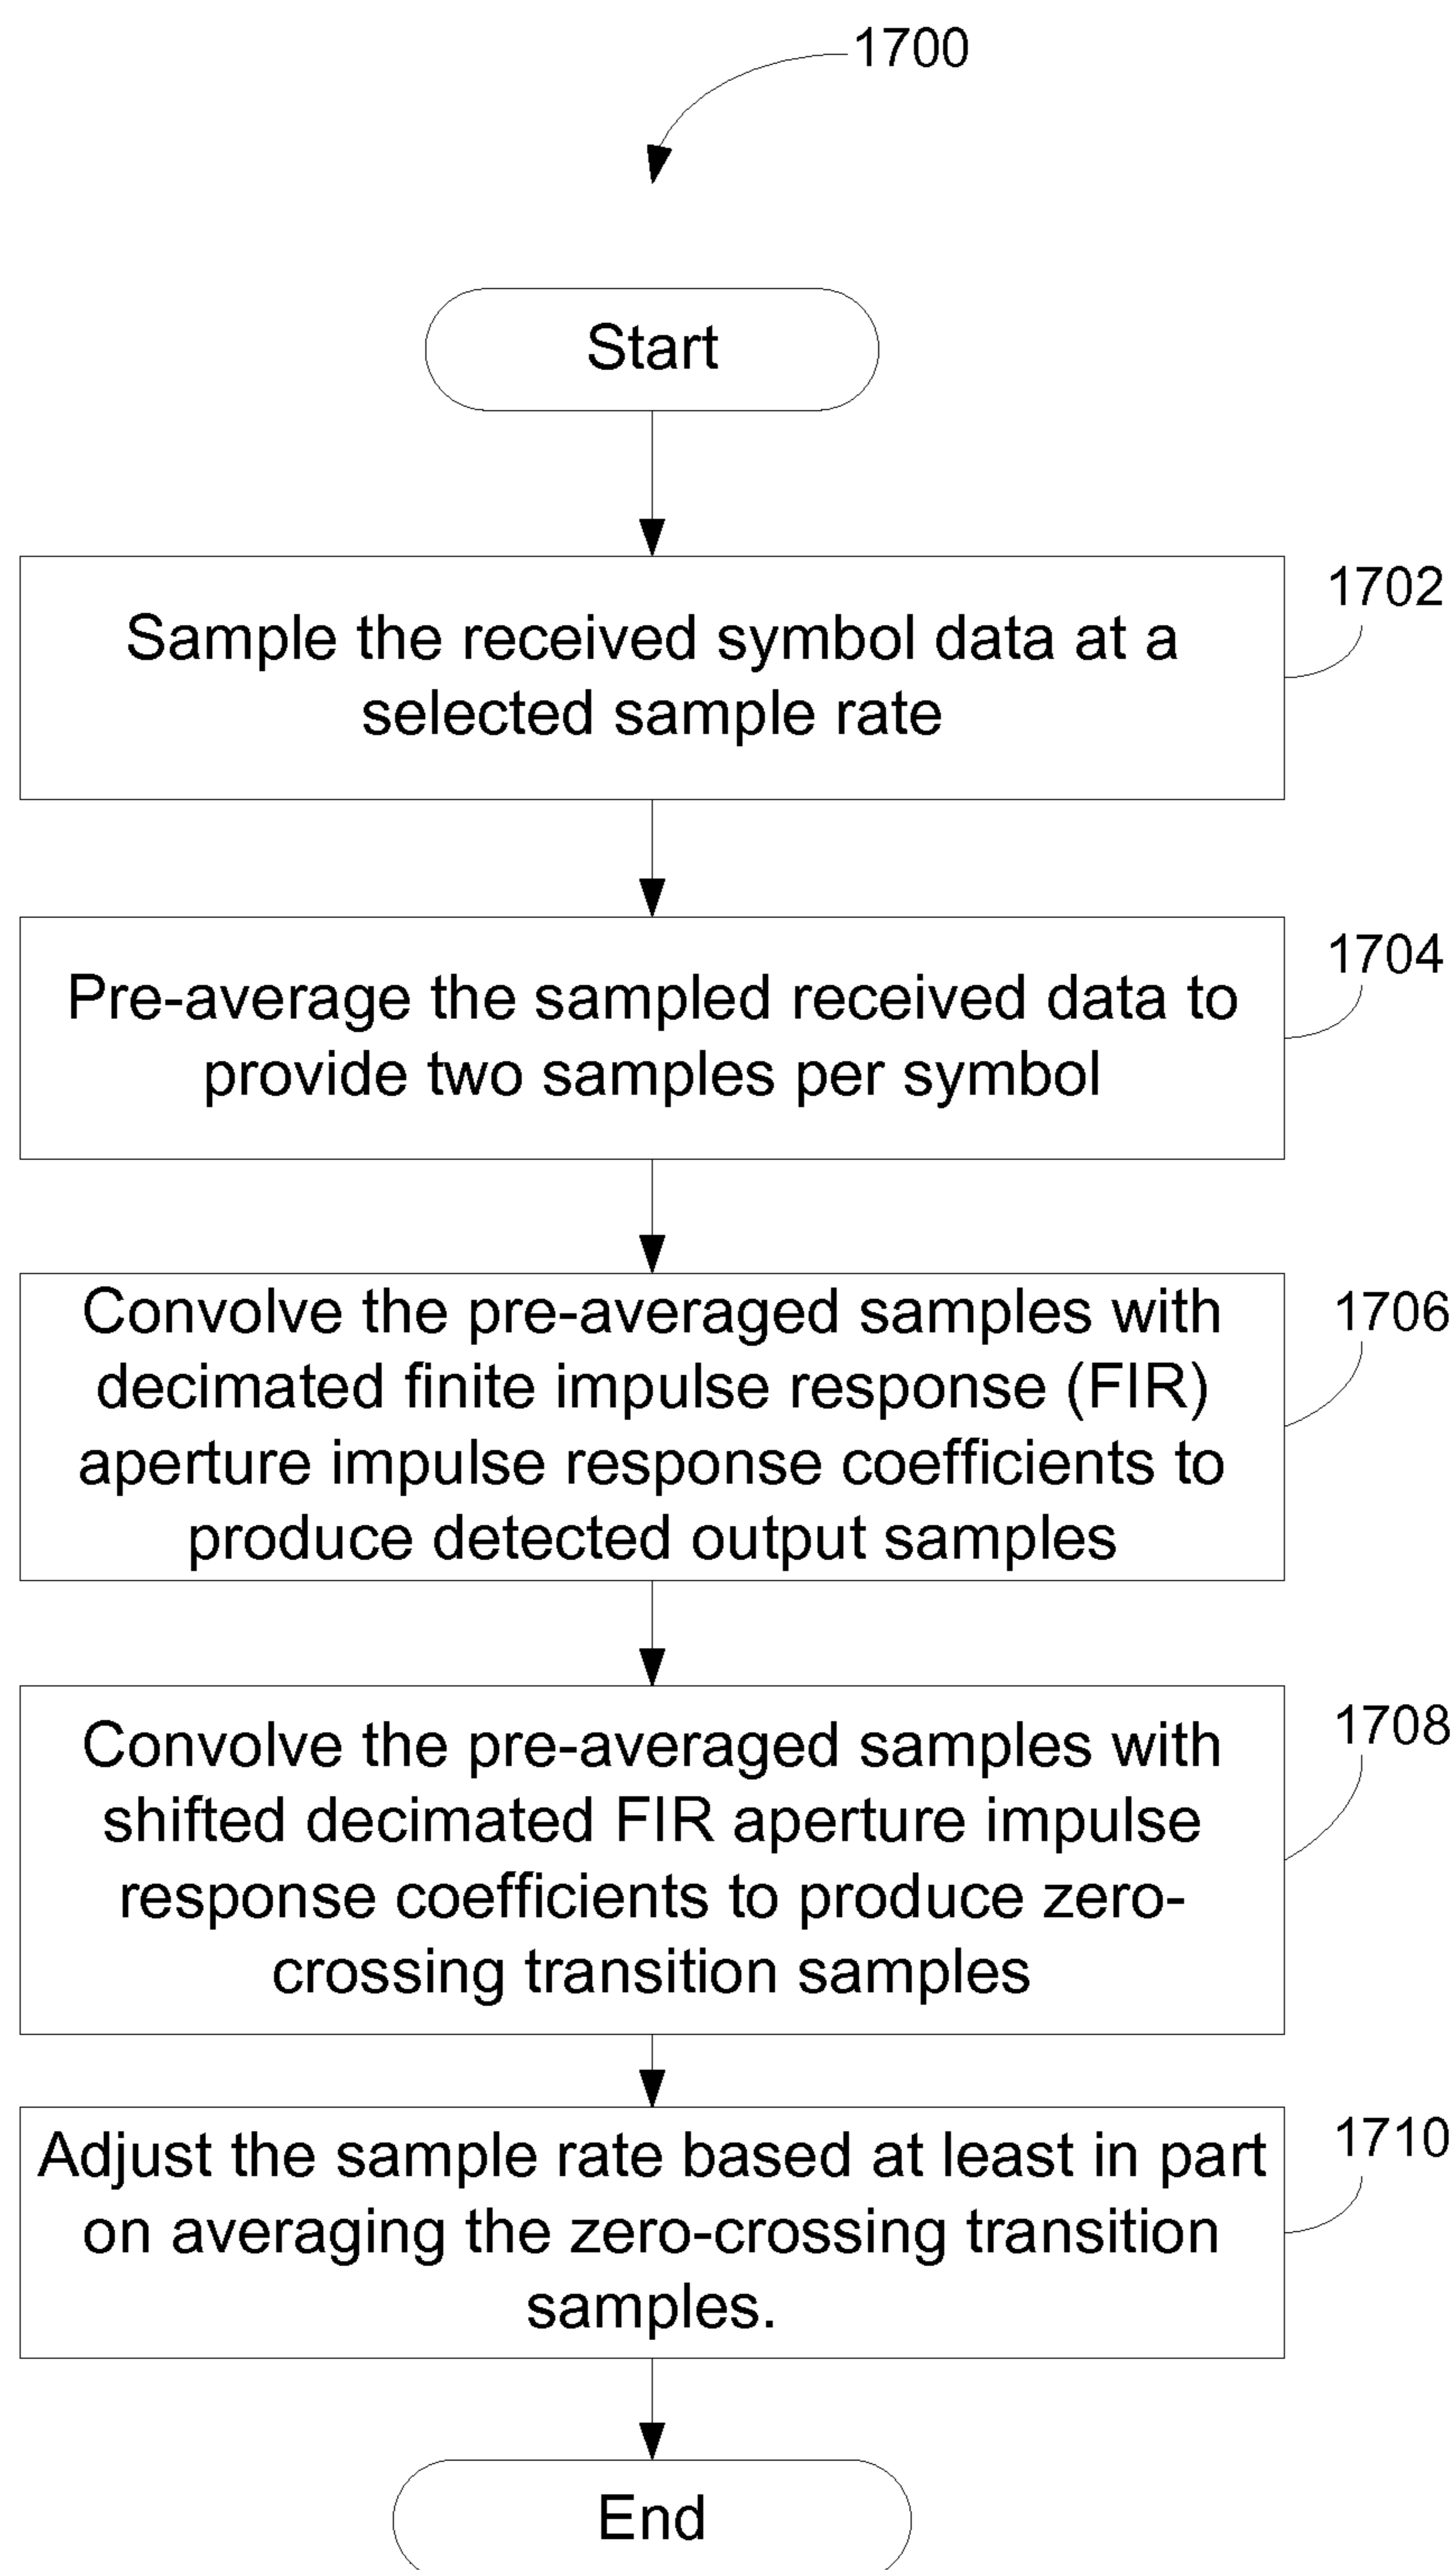 1700
Start
1702
Sample the received symbol data at a
selected sample rate
1704
Pre-average the sampled received data to
provide two samples per symbol
1706
Convolve the pre-averaged samples with
decimated finite impulse response (FIR)
aperture impulse response coefficients to
produce detected output samples
1708
Convolve the pre-averaged samples with
shifted decimated FIR aperture impulse
response coefficients to produce zero-
crossing transition samples
1710
Adjust the sample rate based at least in part
on averaging the zero-crossing transition
samples.
End